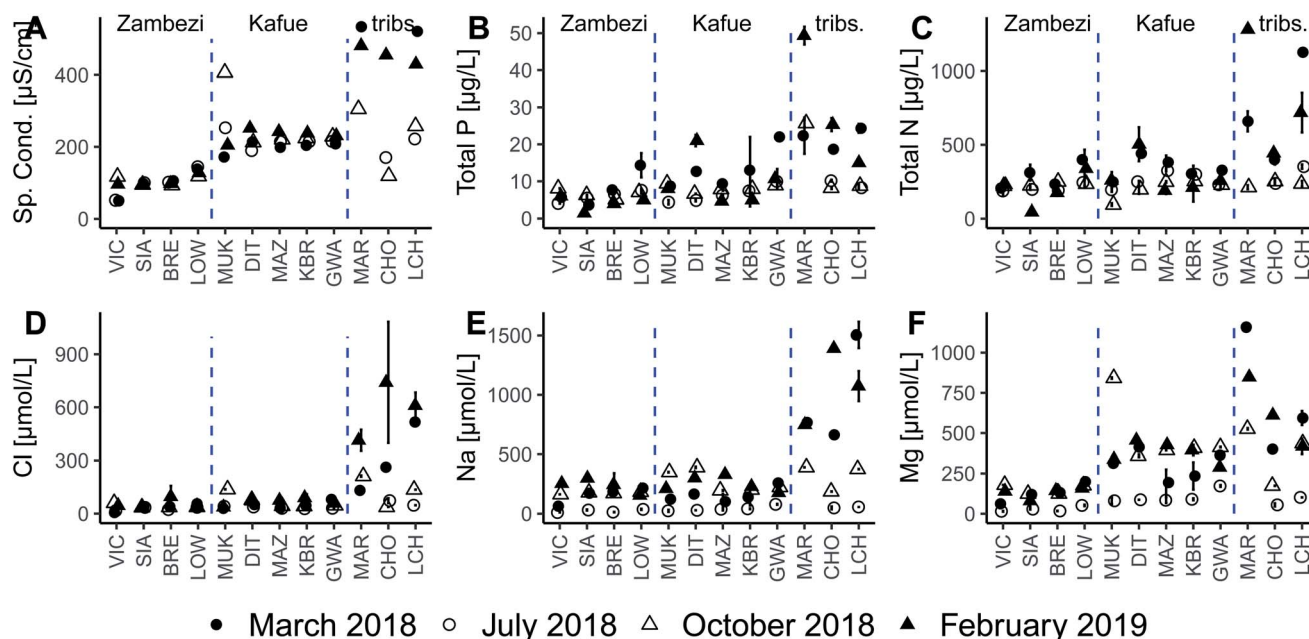 A Zambezi Kafue tribs. B Zambezi Kafue tribs. C Zambezi Kafue tribs.
Sp. Cond. [µS/cm]
400
200
0
VIC SIA BRE LOW MUK DIT MAZ KBR GWA MAR CHO LCH
Total P [µg/L]
50
40
30
20
10
0
VIC SIA BRE LOW MUK DIT MAZ KBR GWA MAR CHO LCH
Total N [µg/L]
1000
500
0
VIC SIA BRE LOW MUK DIT MAZ KBR GWA MAR CHO LCH
D
Cl [µmol/L]
900
600
300
0
VIC SIA BRE LOW MUK DIT MAZ KBR GWA MAR CHO LCH
E
Na [µmol/L]
1500
1000
500
0
VIC SIA BRE LOW MUK DIT MAZ KBR GWA MAR CHO LCH
F
Mg [µmol/L]
1000
750
500
250
0
VIC SIA BRE LOW MUK DIT MAZ KBR GWA MAR CHO LCH
March 2018 July 2018 October 2018 February 2019